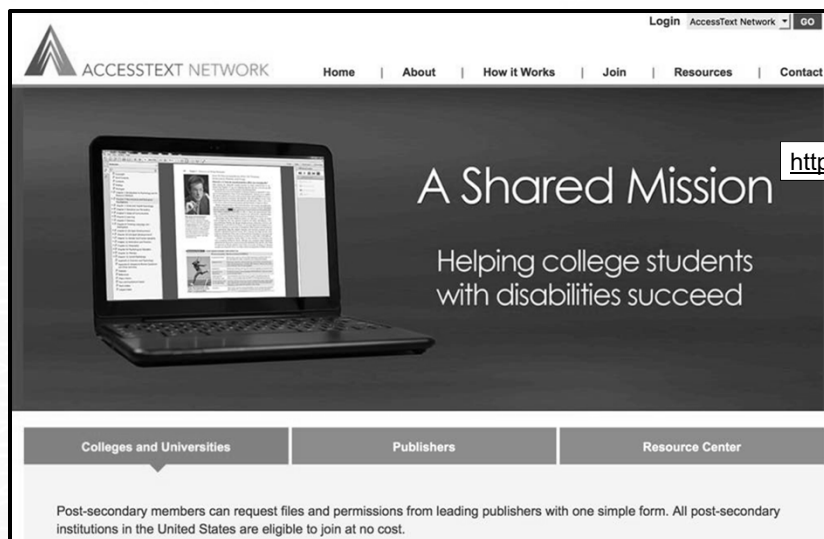 Login AccessText Network GO
ACCESSTEXT NETWORK
Home | About | How it Works | Join | Resources | Contact
http
A Shared Mission
Helping college students
with disabilities succeed
Colleges and Universities Publishers Resource Center
Post-secondary members can request files and permissions from leading publishers with one simple form. All post-secondary
institutions in the United States are eligible to join at no cost.